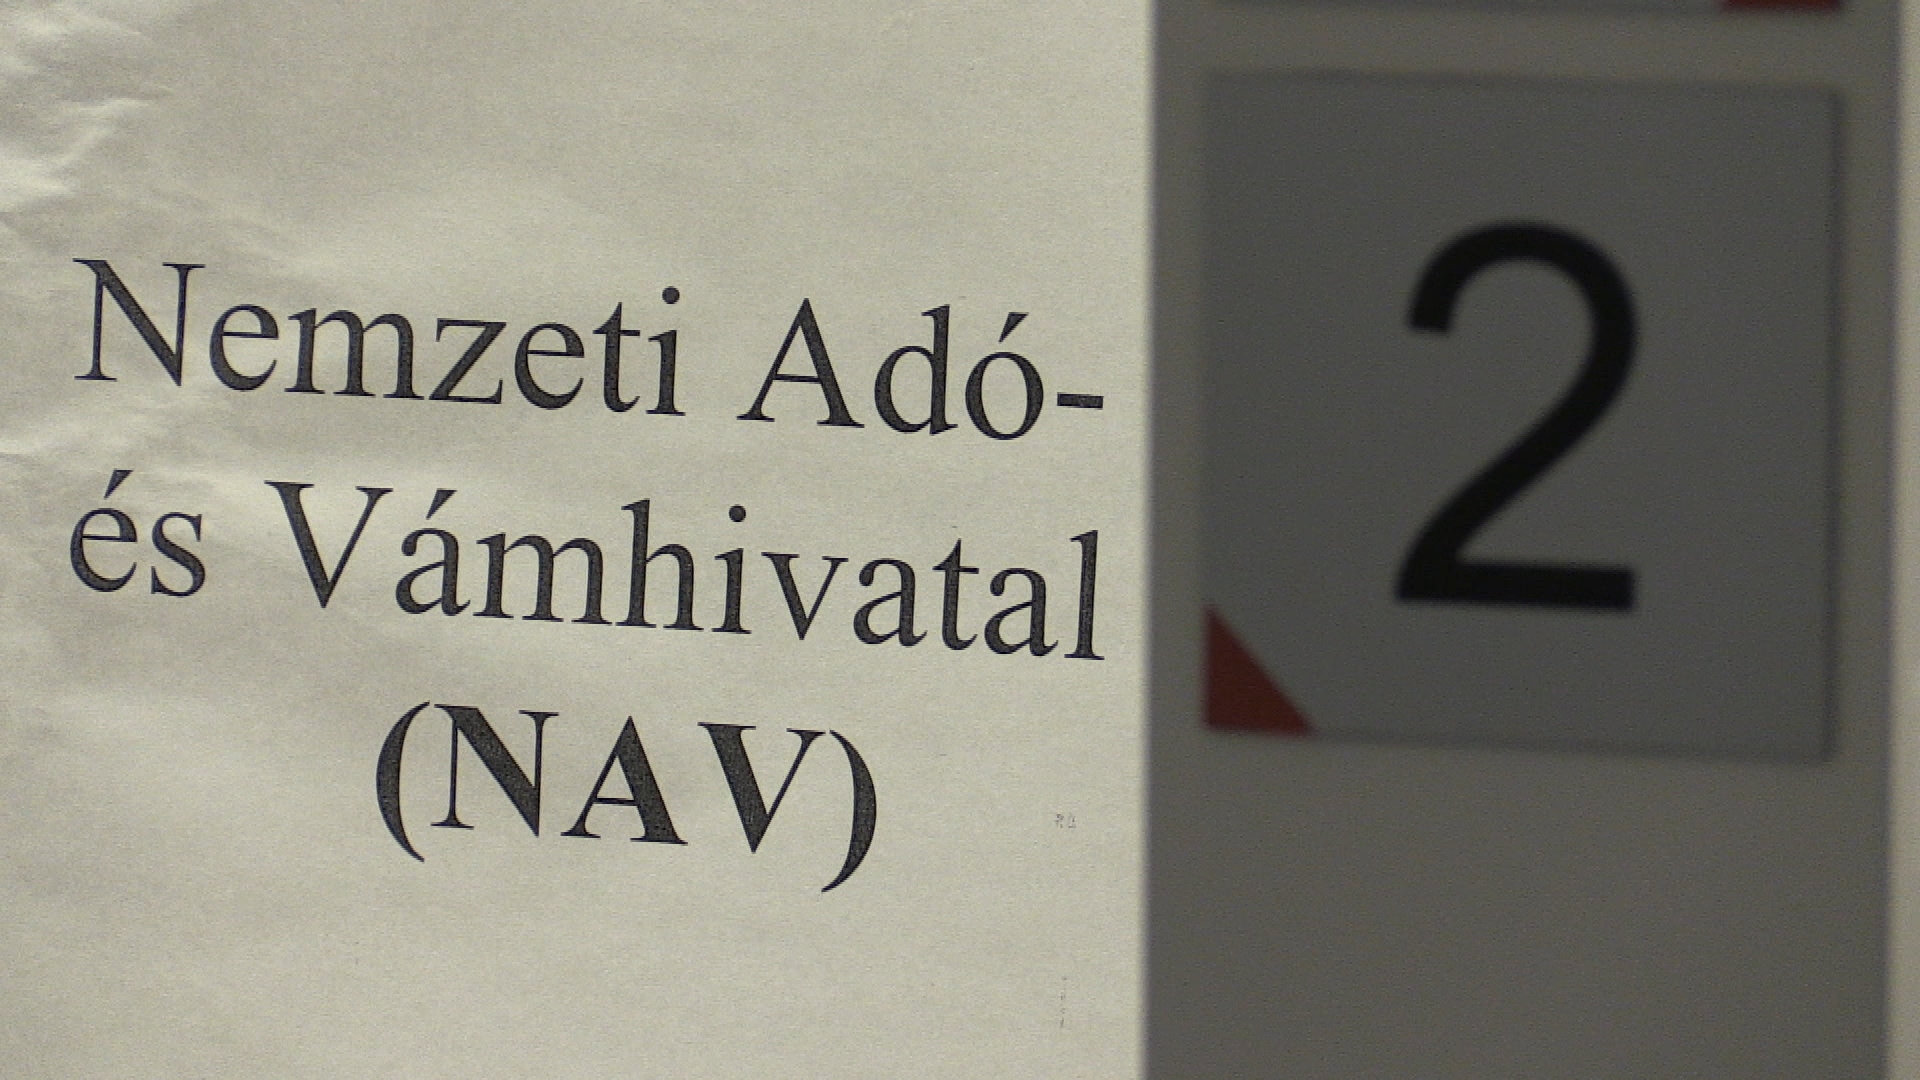 Nemzeti Adó-
és Vámhivatal
(NAV)
2